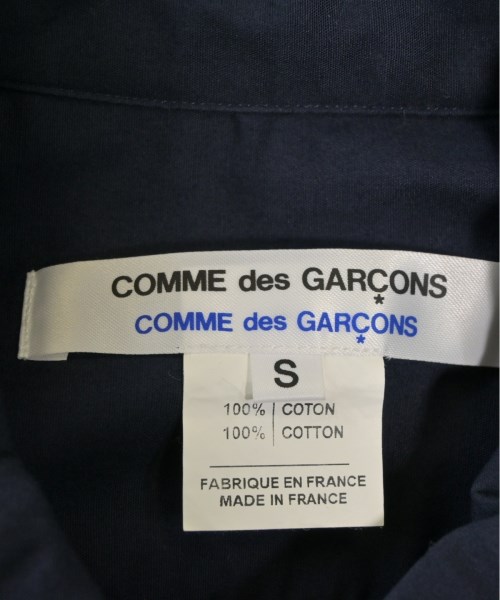 COMME des GARÇONS
COMME des GARÇONS
S
100% COTON
100% COTTON
FABRIQUE EN FRANCE
MADE IN FRANCE